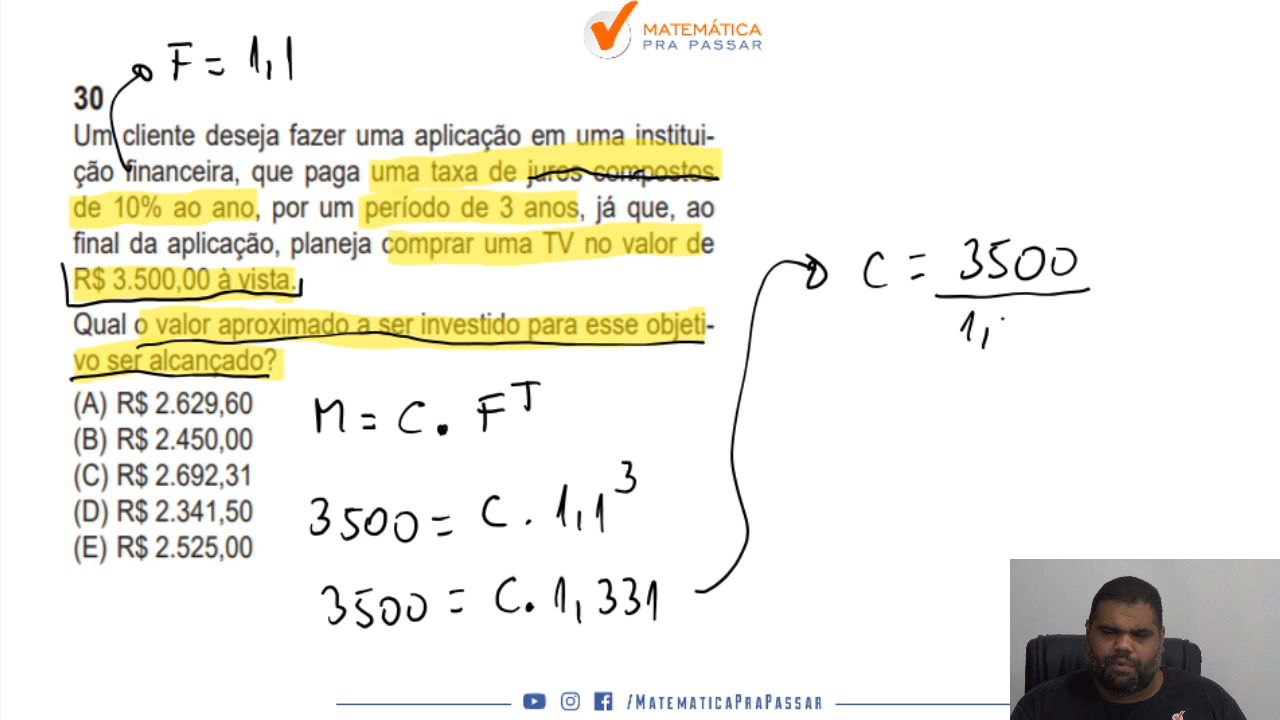 MATEMÁTICA
PRA PASSAR
F = 1,1
30
Um cliente deseja fazer uma aplicação em uma institui-
ção financeira, que paga uma taxa de juros compostos
de 10% ao ano, por um período de 3 anos, já que, ao
final da aplicação, planeja comprar uma TV no valor de
R$ 3.500,00 à vista.
Qual o valor aproximado a ser investido para esse objeti-
vo ser alcançado?
(A) R$ 2.629,60
(B) R$ 2.450,00
(C) R$ 2.692,31
(D) R$ 2.341,50
(E) R$ 2.525,00
M = C . F^J
3500 = C . 1,1^3
3500 = C . 1,331
C = 3500
1,
/MATEMATICAPRAPASSAR